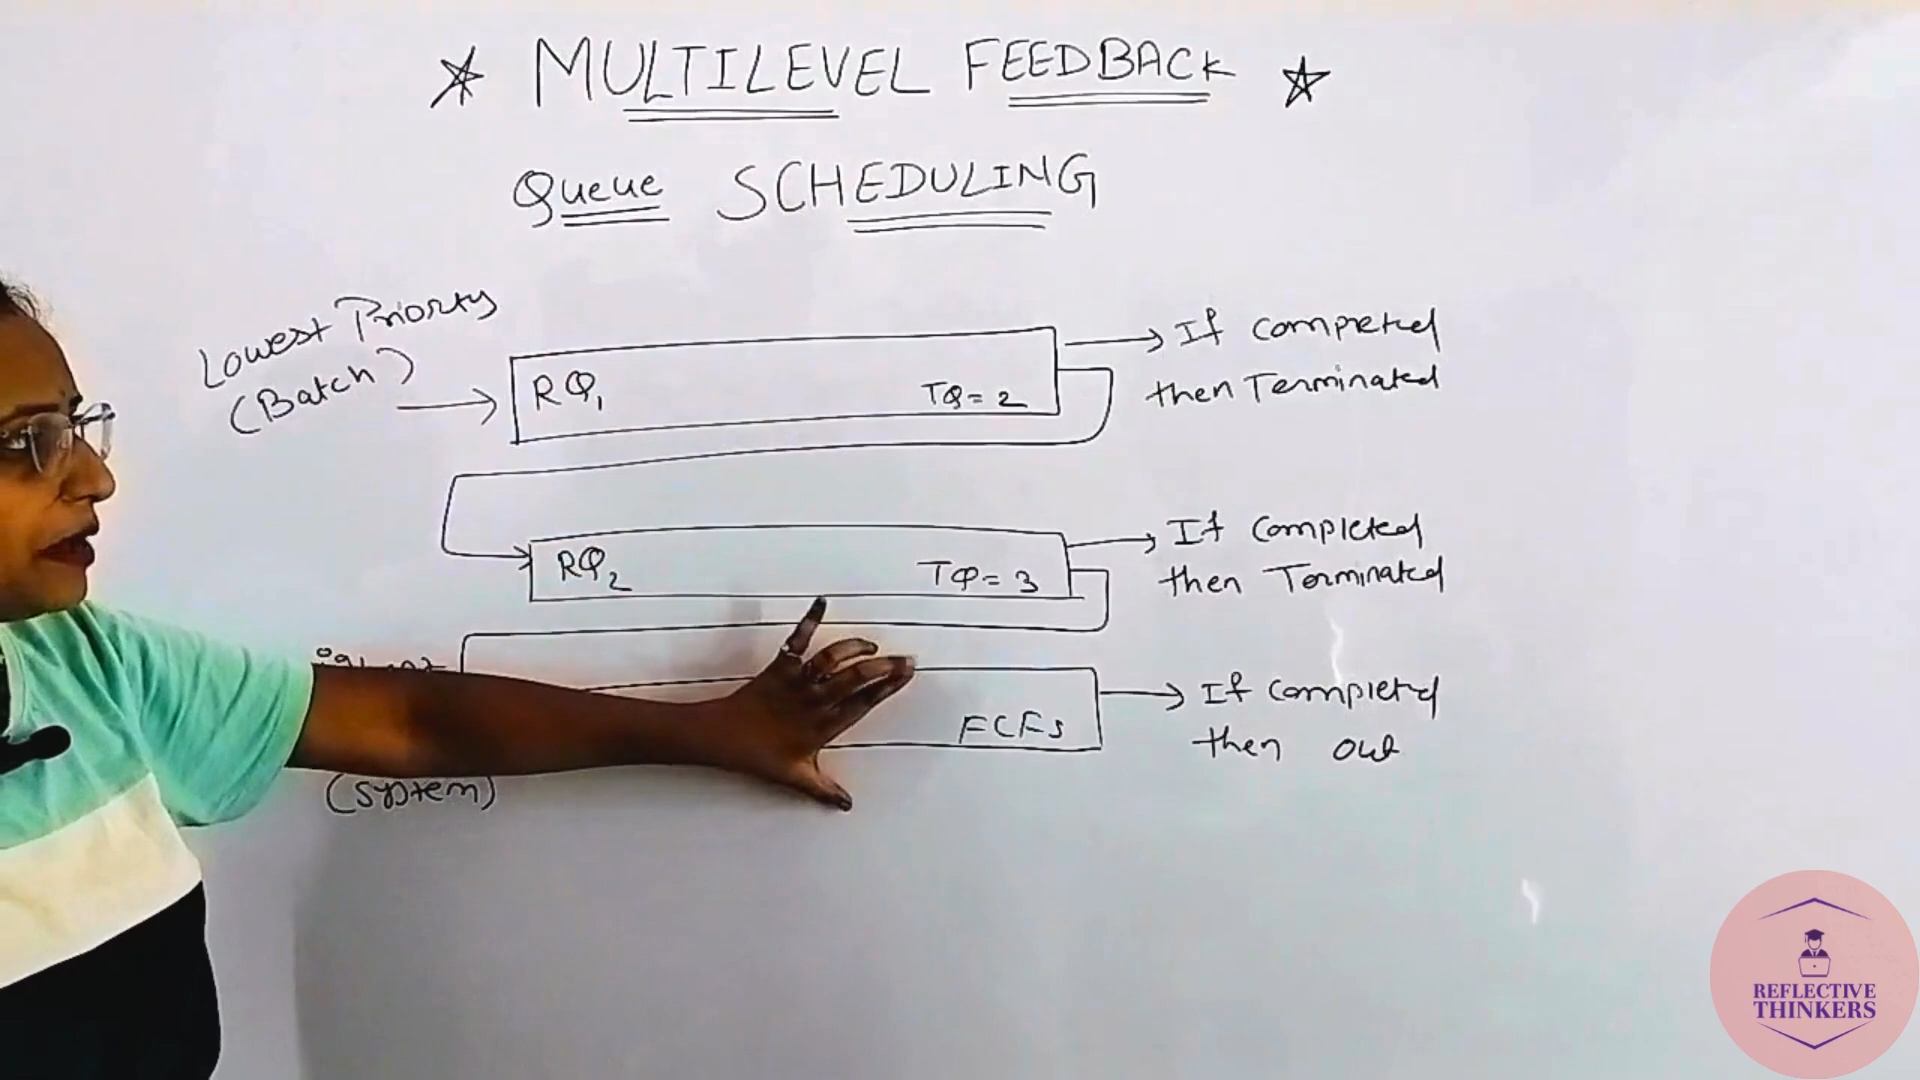 MULTILEVEL FEEDBACK
Queue SCHEDULING
Lowest Priority
(Batch)
RQ1 TQ=2
If completed
then Terminated
RQ2 TQ=3
If Completed
then Terminated
FCFS
If completed
then out
(System)
REFLECTIVE
THINKERS